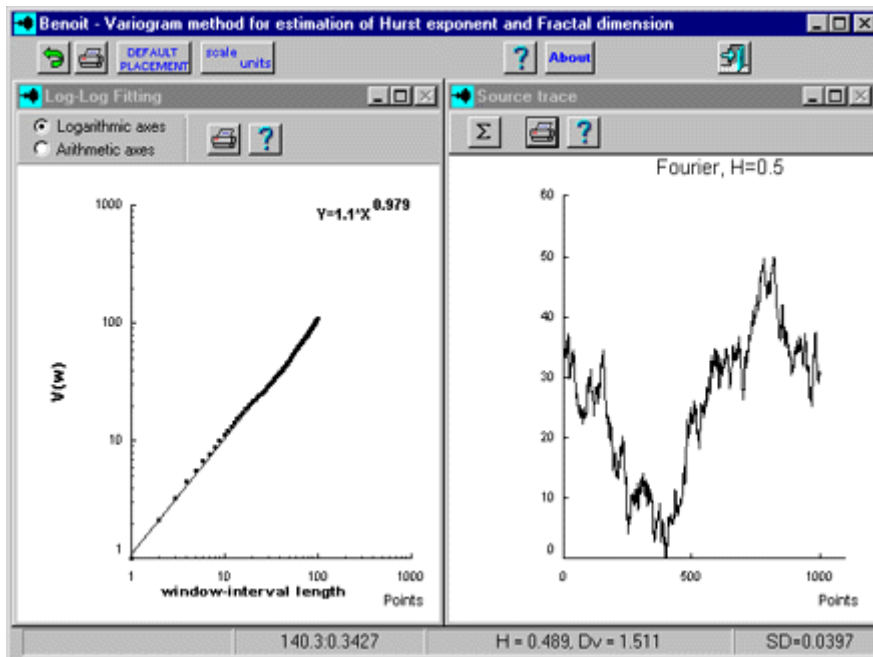 Benoit - Variogram method for estimation of Hurst exponent and Fractal dimension
DEFAULT
PLACEMENT
scale
units
?
About
Log-Log Fitting
Source trace
Logarithmic axes
Arithmetic axes
?
Σ
?
Fourier, H=0.5
Y=1.1*X^0.979
1000
100
10
1
V(w)
1
10
100
1000
window-interval length
Points
60
50
40
30
20
10
0
0
500
1000
Points
140.3:0.3427
H = 0.489, Dv = 1.511
SD=0.0397